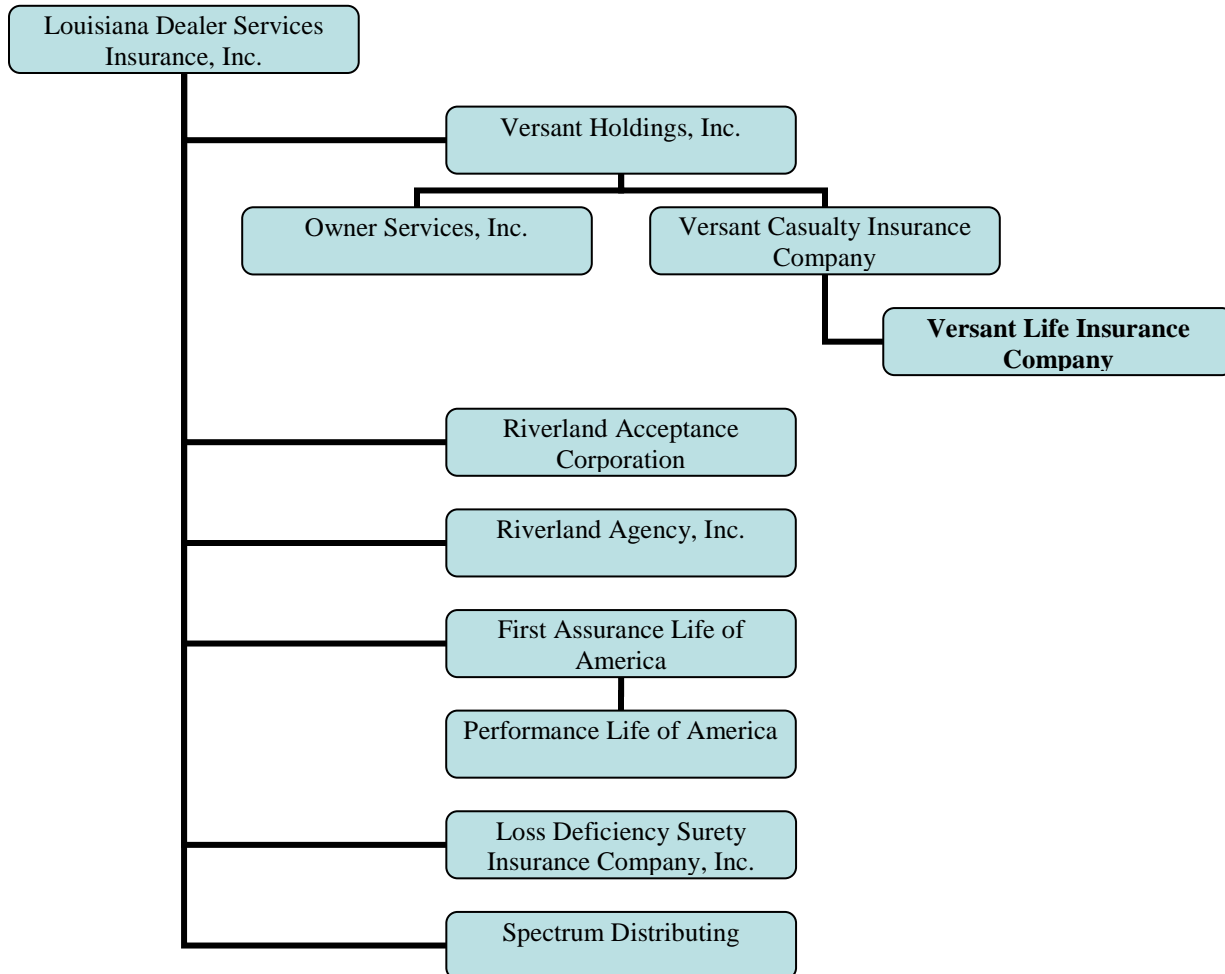 Louisiana Dealer Services
Insurance, Inc.
Versant Holdings, Inc.
Owner Services, Inc.
Versant Casualty Insurance
Company
Versant Life Insurance
Company
Riverland Acceptance
Corporation
Riverland Agency, Inc.
First Assurance Life of
America
Performance Life of America
Loss Deficiency Surety
Insurance Company, Inc.
Spectrum Distributing